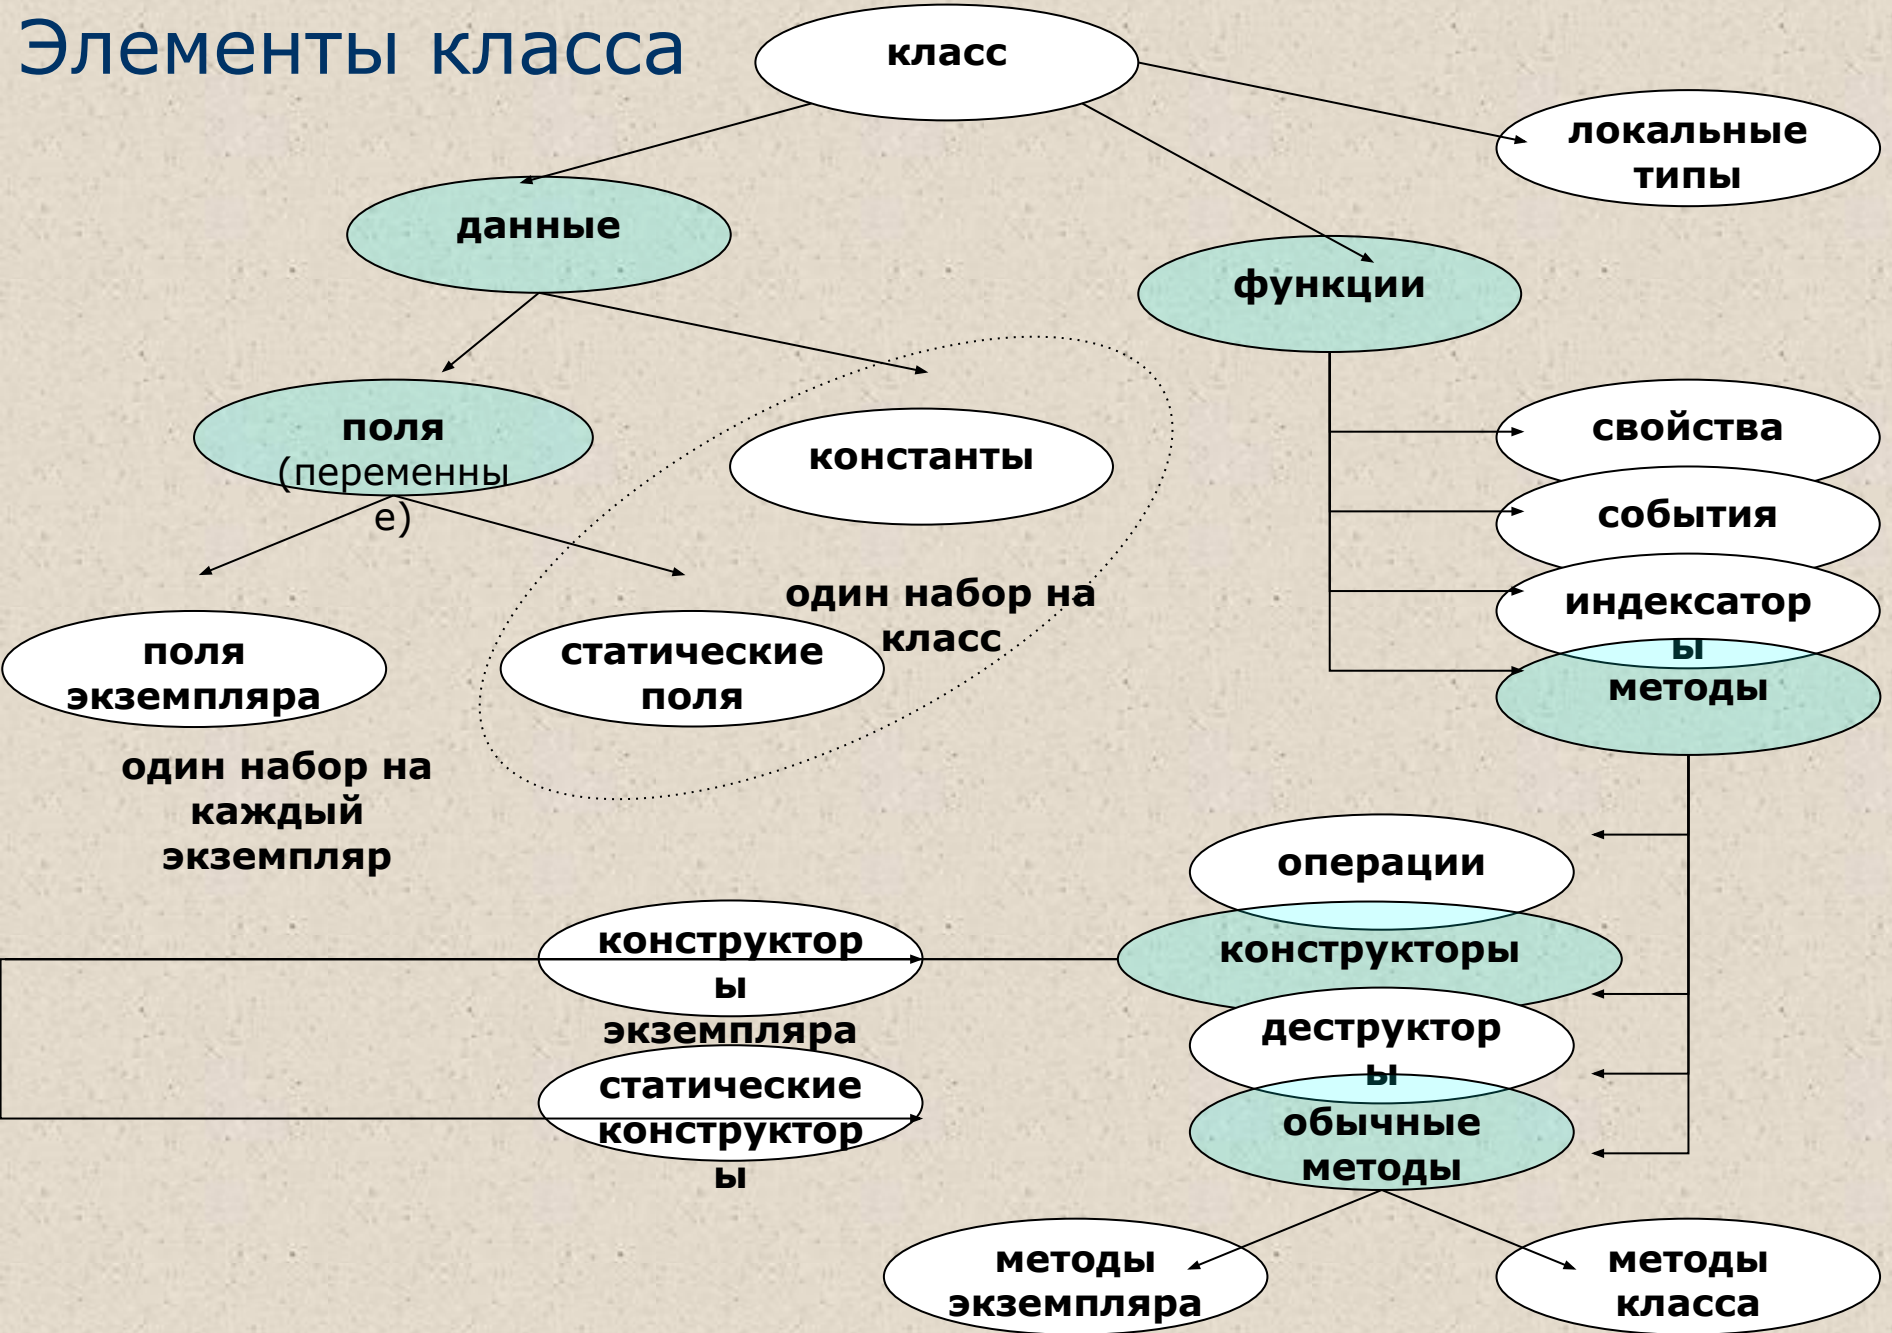 Элементы класса
класс
локальные
типы
данные
функции
поля
(переменны
е)
константы
свойства
события
индексатор
ы
методы
один набор на
класс
поля
экземпляра
статические
поля
один набор на
каждый
экземпляр
операции
конструкторы
деструктор
ы
обычные
методы
конструктор
ы
экземпляра
статические
конструктор
ы
методы
экземпляра
методы
класса